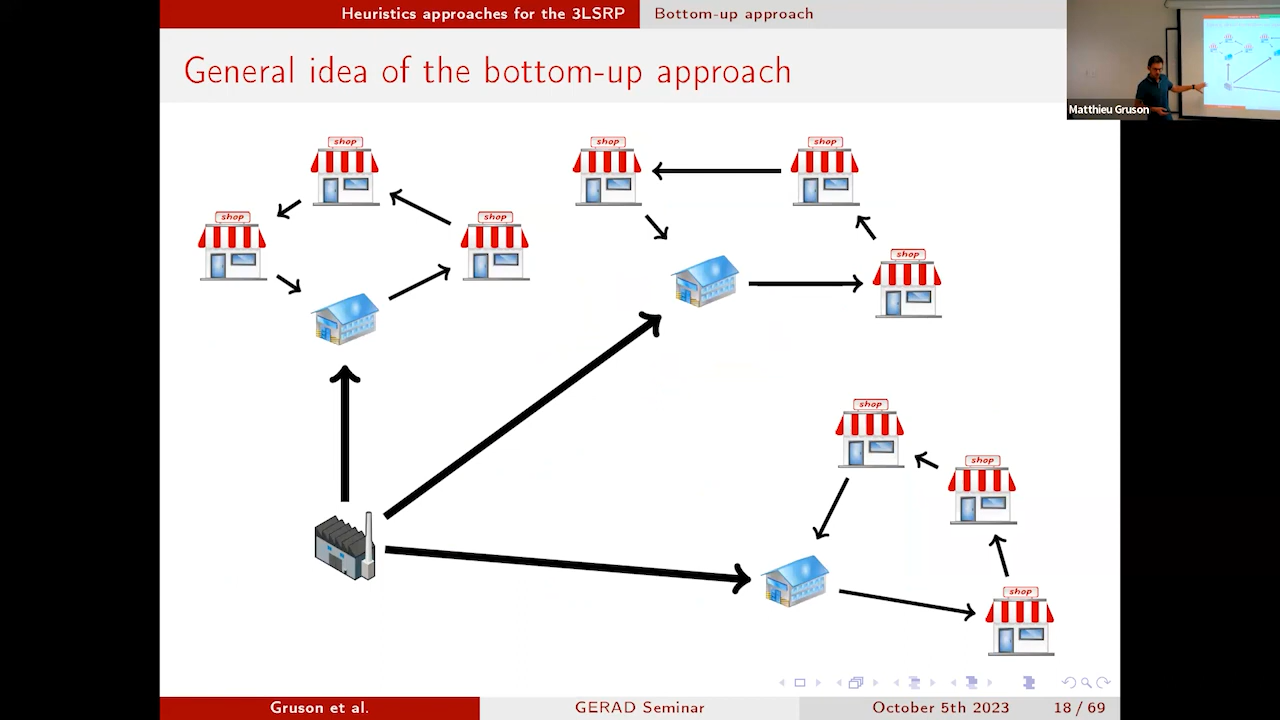 Heuristics approaches for the 3LSRP Bottom-up approach
General idea of the bottom-up approach
Matthieu Gruson
shop
shop
shop
shop
shop
shop
shop
shop
shop
Gruson et al. GERAD Seminar October 5th 2023 18 / 69